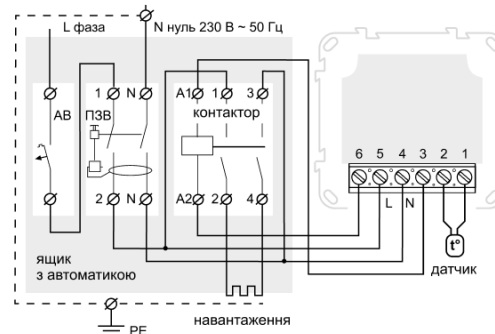 L фаза
N нуль 230 В ~ 50 Гц
АВ
1 N
ПЗВ
2 N
A1 1 3
контактор
A2 2 4
6 5 4 3 2 1
L N
t°
датчик
ящик
з автоматикою
навантаження
PE